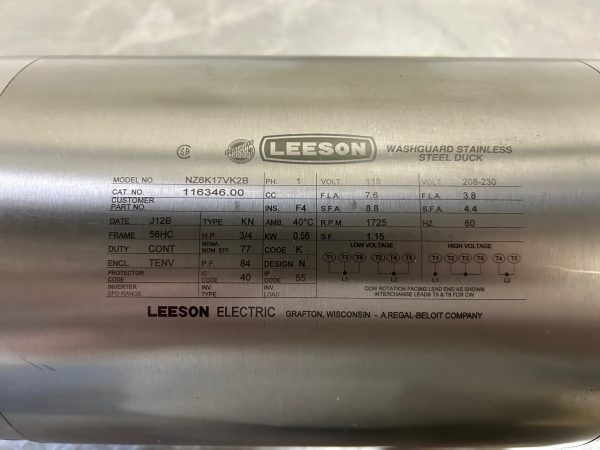 LEESON
WASHGUARD STAINLESS
STEEL DUCK
MODEL NO. NZ6K17VK2B PH. 1 VOLT. 115 VOLT. 208-230
CAT. NO. 116346.00 CC F.L.A. 7.6 F.L.A. 3.8
CUSTOMER
PART NO. INS. F4 S.F.A. 8.8 S.F.A. 4.4
DATE J12B TYPE KN AMB. 40°C R.P.M. 1725 HZ. 60
FRAME 56HC H.P 3/4 KW 0.56 S.F. 1.15
DUTY CONT NEMA NOM. EFF 77 CODE K LOW VOLTAGE HIGH VOLTAGE
ENCL TENV P.F 84 DESIGN N T1 T3 T8 T2 T4 T5 T1 T2 T3 T8 T4 T5
PROTECTOR CODE IC CODE 40 IP CODE 55 L1 L2 L1 L2
INVERTER SPD RANGE INV. TYPE INV. LOAD
CCW ROTATION FACING LEAD END AS SHOWN
INTERCHANGE LEADS T5 & T8 FOR CW
LEESON ELECTRIC GRAFTON, WISCONSIN - A REGAL-BELOIT COMPANY